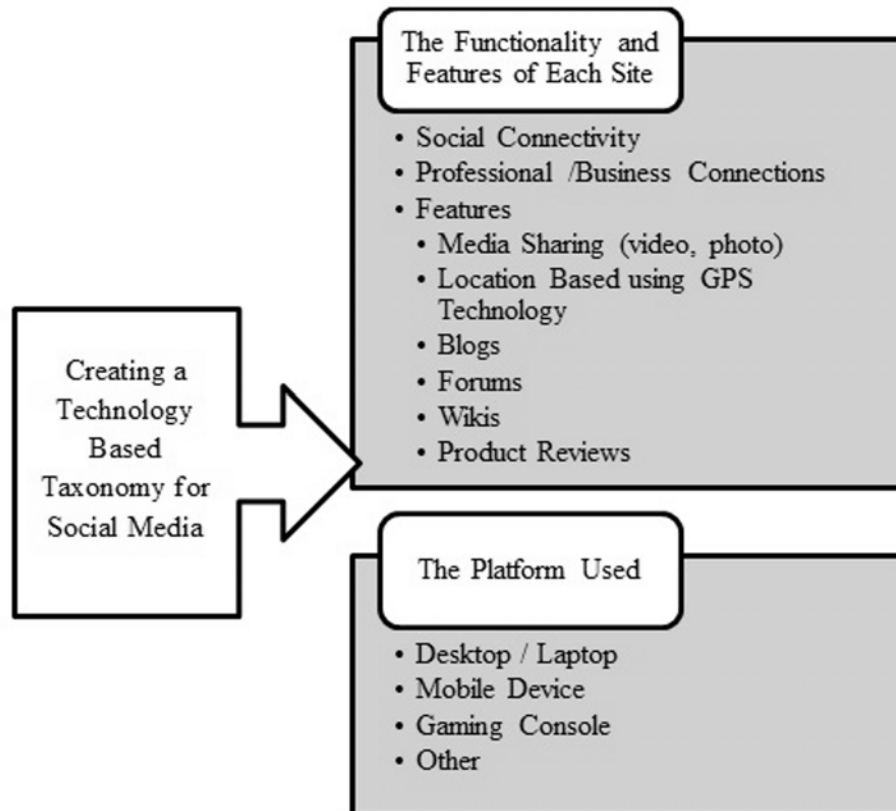 The Functionality and
Features of Each Site
• Social Connectivity
• Professional /Business Connections
• Features
• Media Sharing (video, photo)
• Location Based using GPS
Technology
• Blogs
• Forums
• Wikis
• Product Reviews
Creating a
Technology
Based
Taxonomy for
Social Media
The Platform Used
• Desktop / Laptop
• Mobile Device
• Gaming Console
• Other